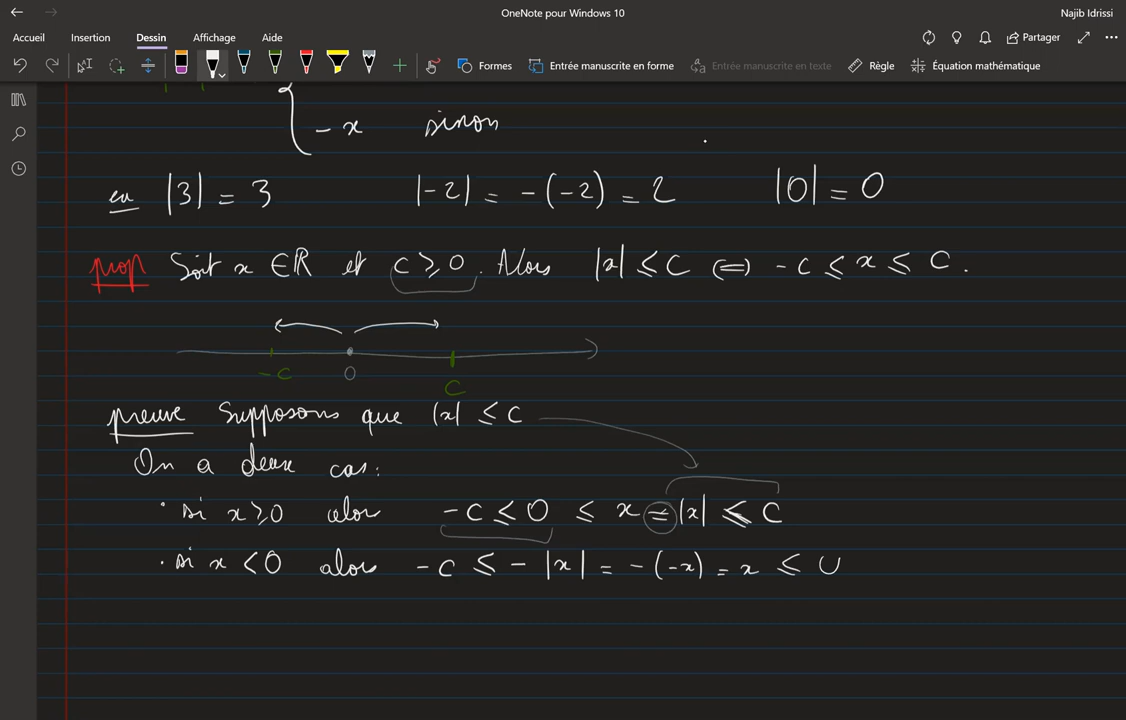 OneNote pour Windows 10
Najib Idrissi
Accueil Insertion Dessin Affichage Aide
Partager
Formes Entrée manuscrite en forme Entrée manuscrite en texte Règle Équation mathématique
- x sinon
ex |3| = 3 |-2| = -(-2) = 2 |0| = 0
prop Soit x ∈ ℝ et c ⩾ 0. Alors |x| ≤ c ⟺ -c ≤ x ≤ c.
-c 0 c
preuve Supposons que |x| ≤ c
On a deux cas:
• si x ⩾ 0 alors -c ≤ 0 ≤ x = |x| ≤ c
• si x < 0 alors -c ≤ -|x| = -(-x) = x ≤ 0